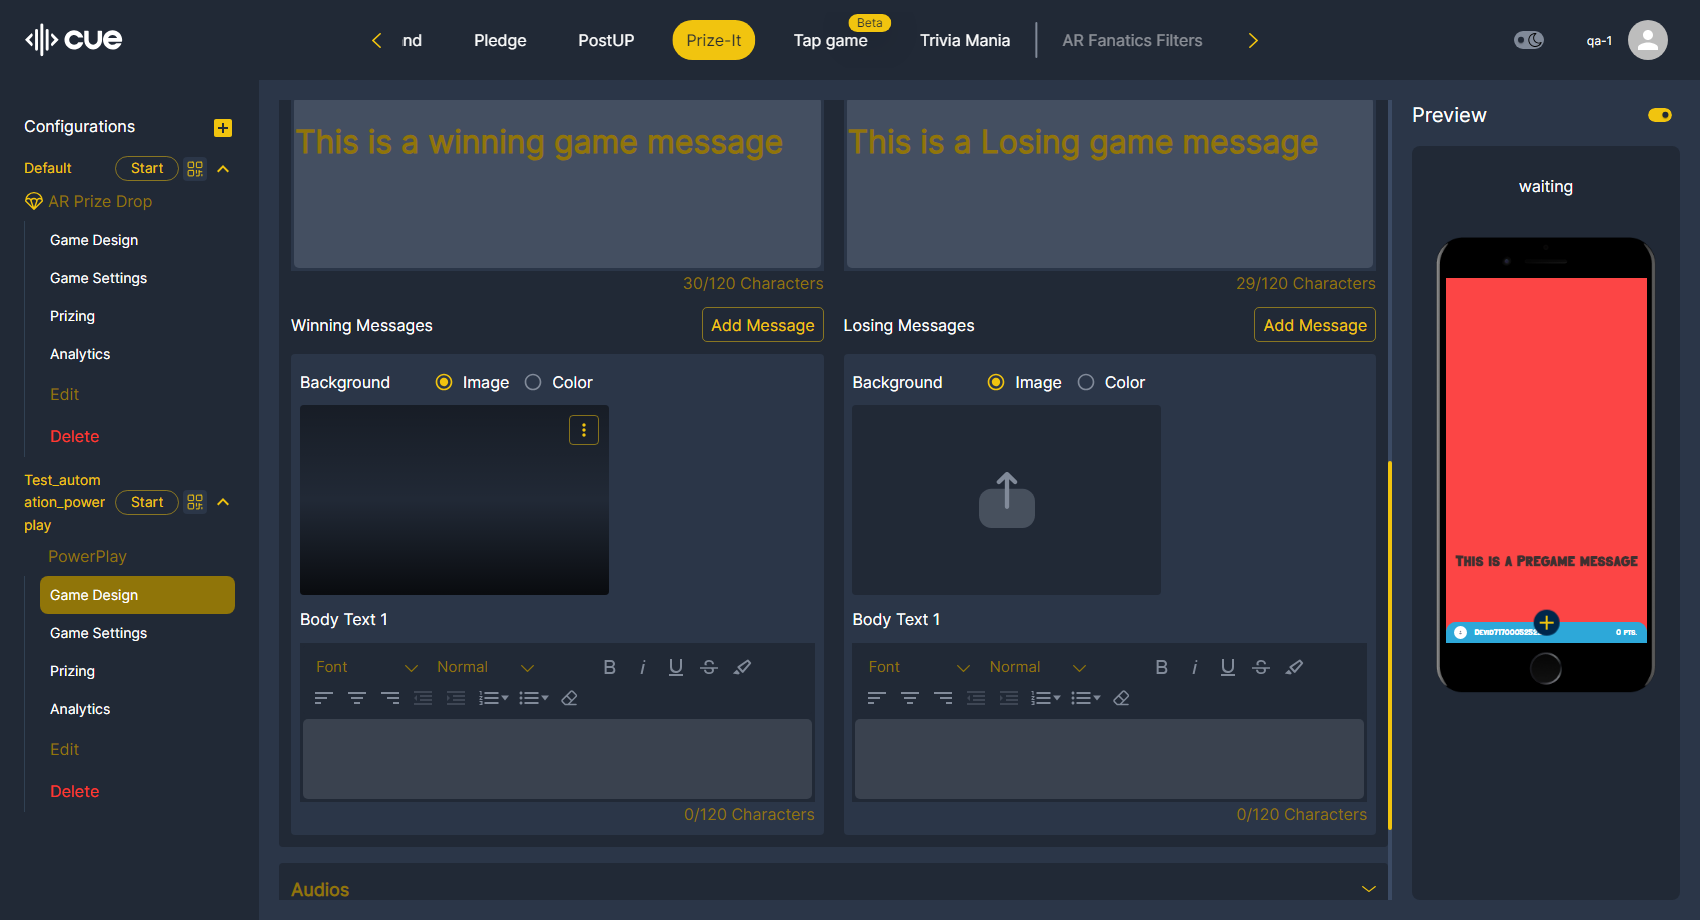 cue
nd
Pledge
PostUP
Prize-It
Tap game
Beta
Trivia Mania
AR Fanatics Filters
qa-1
Configurations
Default
Start
AR Prize Drop
Game Design
Game Settings
Prizing
Analytics
Edit
Delete
Test_autom
ation_power
play
Start
PowerPlay
Game Design
Game Settings
Prizing
Analytics
Edit
Delete
This is a winning game message
30/120 Characters
This is a Losing game message
29/120 Characters
Winning Messages
Add Message
Background
Image
Color
Body Text 1
Font
Normal
0/120 Characters
Losing Messages
Add Message
Background
Image
Color
Body Text 1
Font
Normal
0/120 Characters
Audios
Preview
waiting
This is a Pregame message
0 PTS.